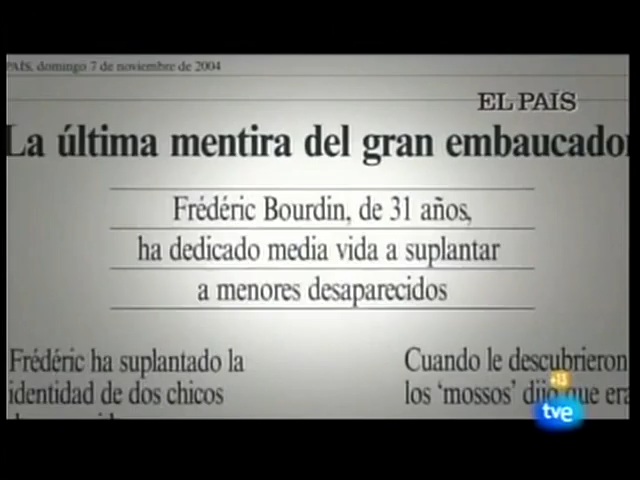 PAÍS, domingo 7 de noviembre de 2004
EL PAÍS
La última mentira del gran embaucador
Frédéric Bourdin, de 31 años,
ha dedicado media vida a suplantar
a menores desaparecidos
Frédéric ha suplantado la
identidad de dos chicos
Cuando le descubrieron
los ‘mossos’ dijo que era
+13
tve